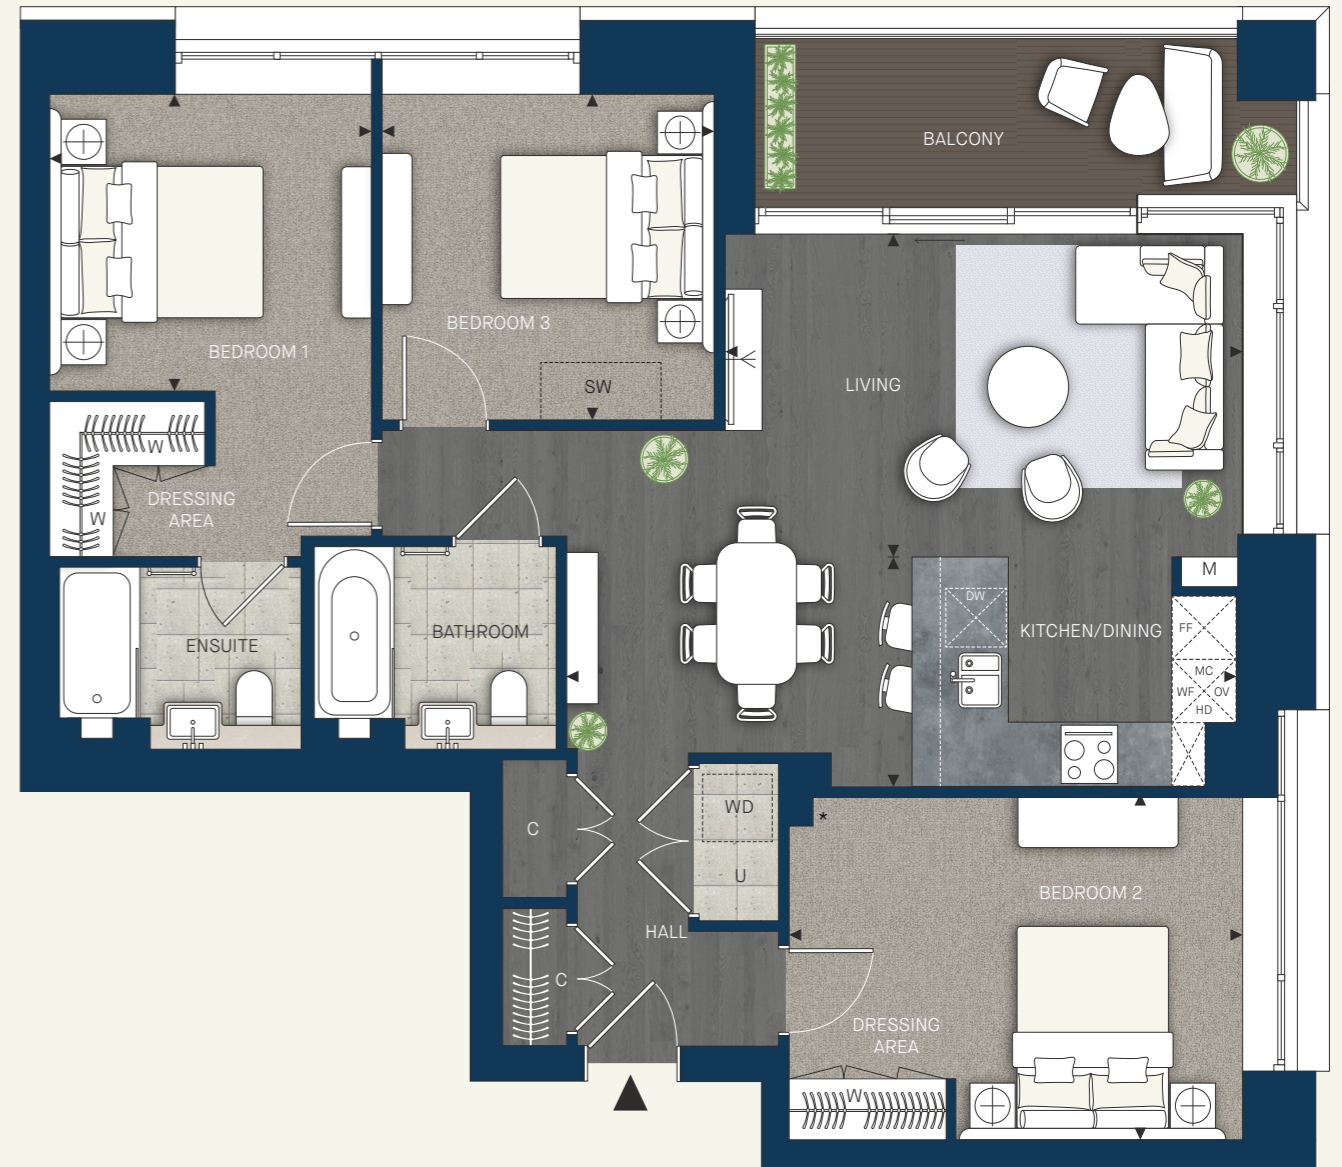 BALCONY
BEDROOM 3
BEDROOM 1
SW
LIVING
W
DRESSING
AREA
W
M
DW
FF
KITCHEN/DINING
BATHROOM
ENSUITE
MC
WF OV
HD
WD
*
C
U
BEDROOM 2
HALL
C
DRESSING
AREA
W